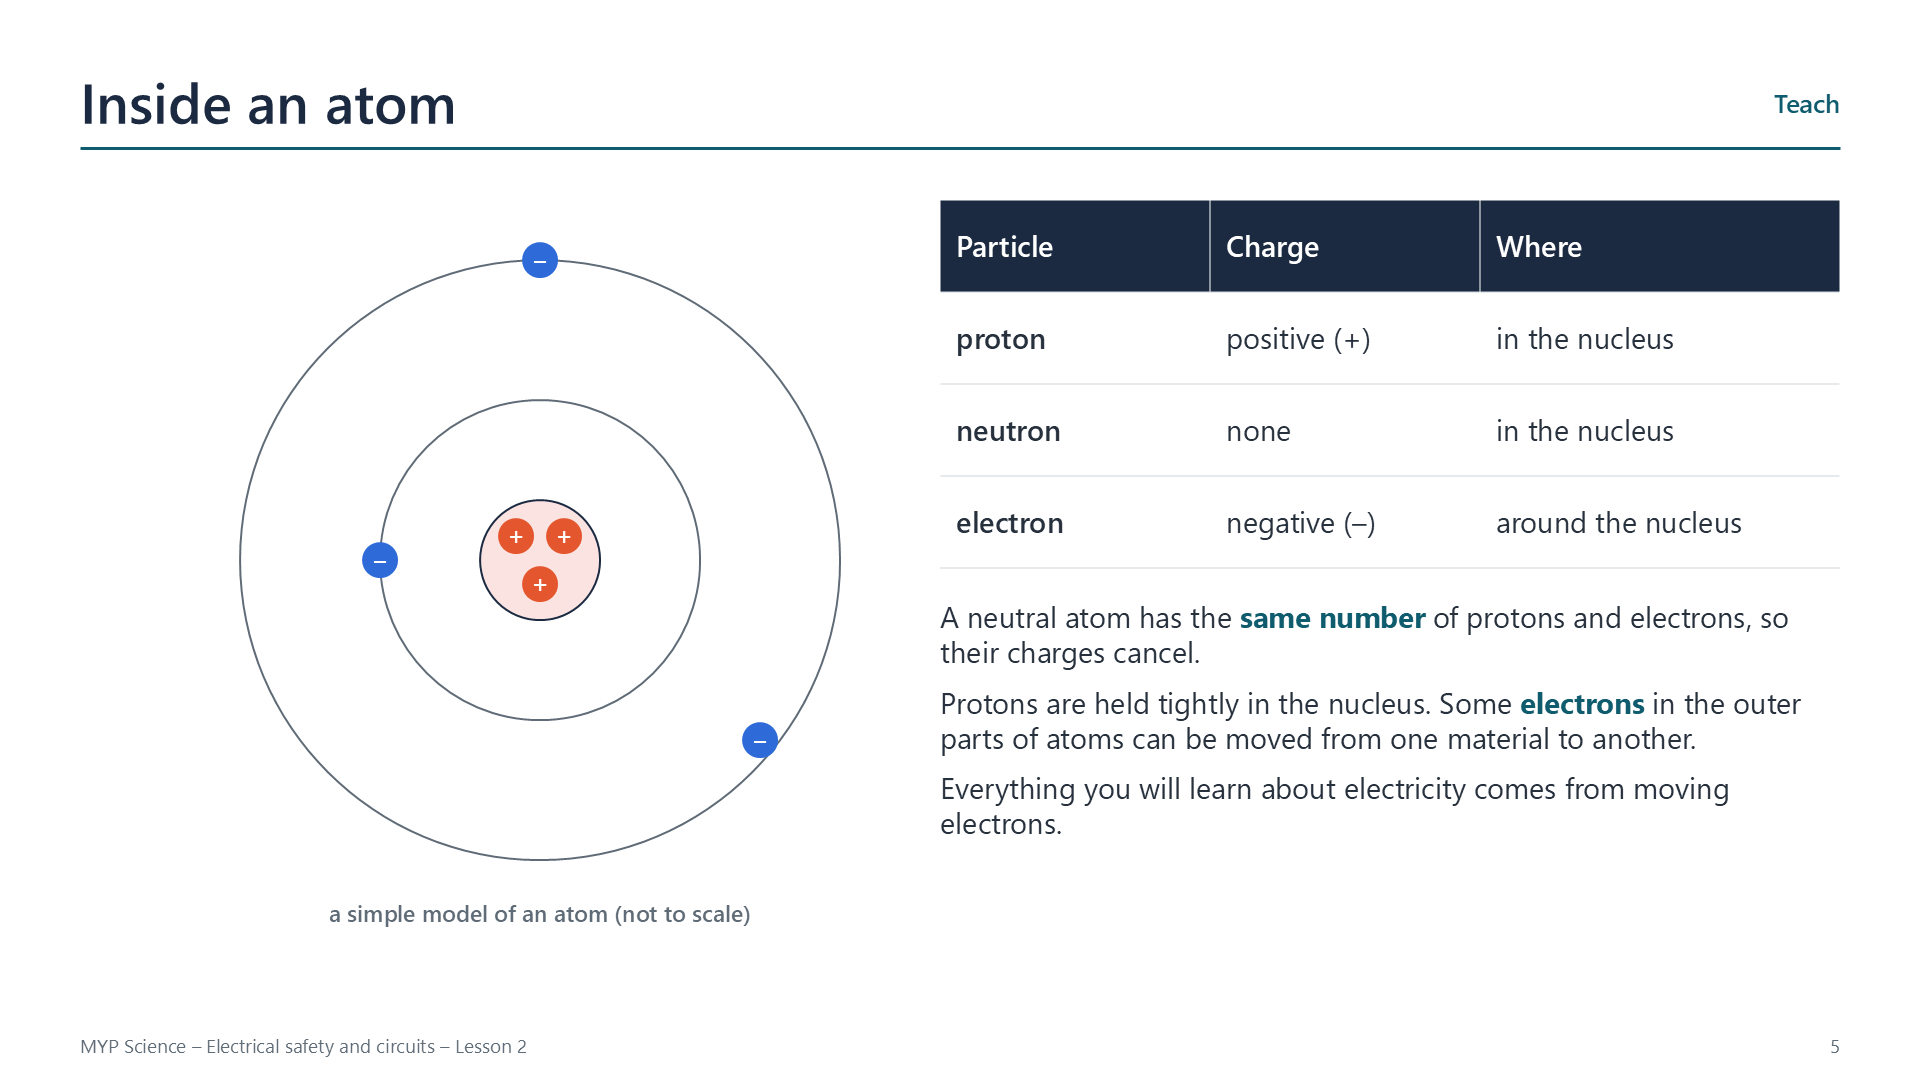 Inside an atom
Teach
–
–
+ +
+
–
a simple model of an atom (not to scale)
Particle Charge Where
proton positive (+) in the nucleus
neutron none in the nucleus
electron negative (–) around the nucleus
A neutral atom has the same number of protons and electrons, so
their charges cancel.
Protons are held tightly in the nucleus. Some electrons in the outer
parts of atoms can be moved from one material to another.
Everything you will learn about electricity comes from moving
electrons.
MYP Science – Electrical safety and circuits – Lesson 2
5